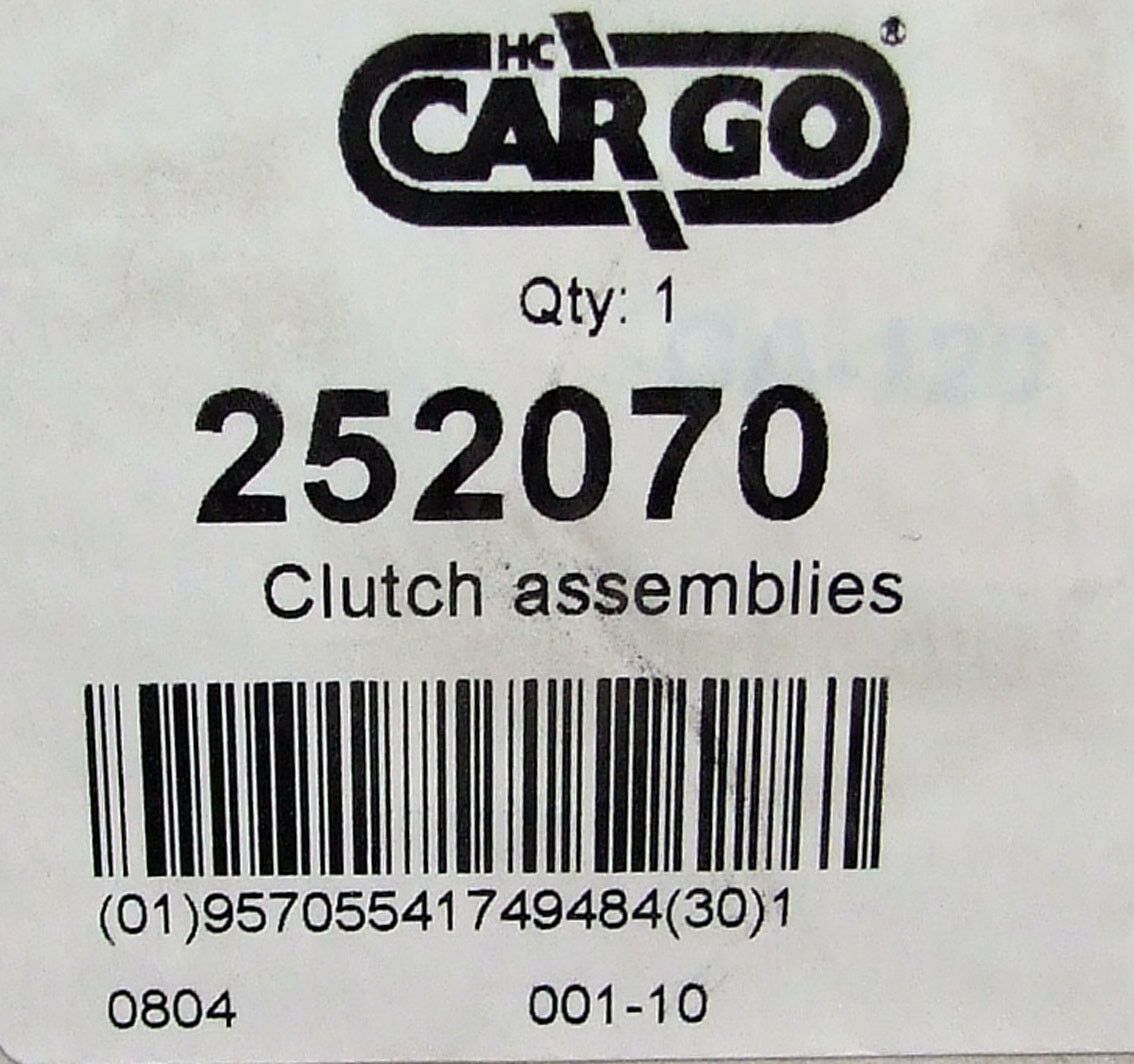 HC
CARGO ®
Qty: 1
252070
Clutch assemblies
(01)95705541749484(30)1
0804 001-10